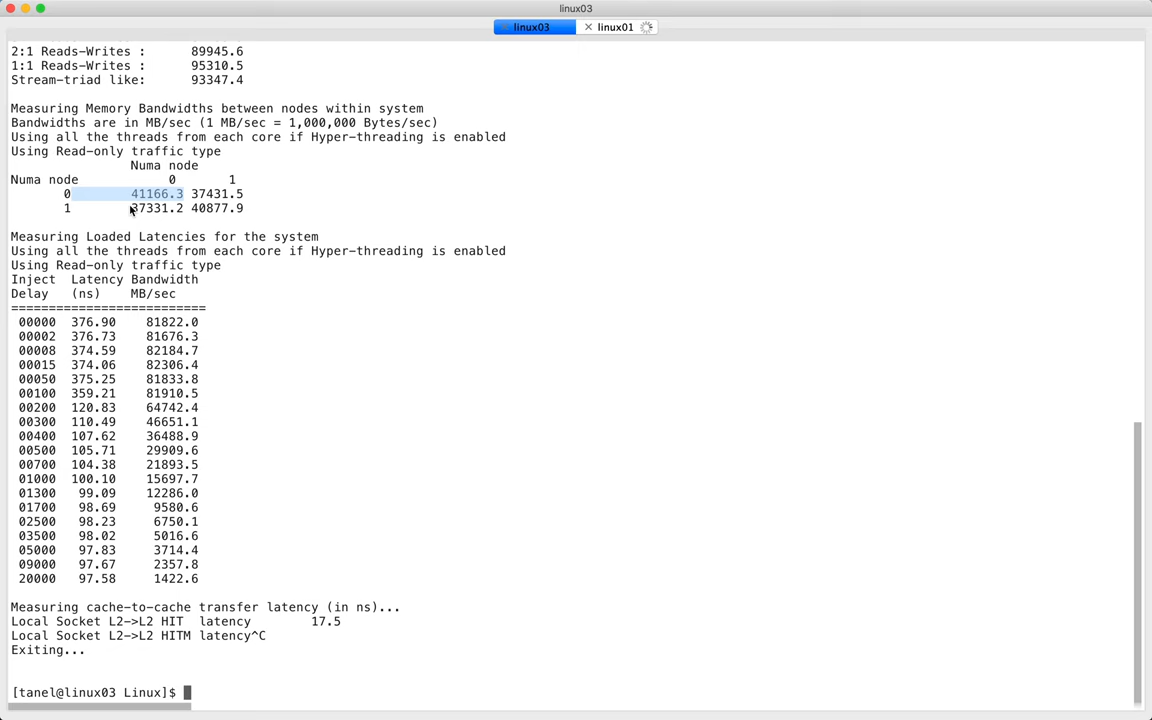 linux03
linux03
✕ linux01
2:1 Reads-Writes :      89945.6
1:1 Reads-Writes :      95310.5
Stream-triad like:      93347.4
Measuring Memory Bandwidths between nodes within system
Bandwidths are in MB/sec (1 MB/sec = 1,000,000 Bytes/sec)
Using all the threads from each core if Hyper-threading is enabled
Using Read-only traffic type
                Numa node
Numa node            0       1
       0        41166.3 37431.5
       1        37331.2 40877.9
Measuring Loaded Latencies for the system
Using all the threads from each core if Hyper-threading is enabled
Using Read-only traffic type
Inject  Latency Bandwidth
Delay   (ns)    MB/sec
==========================
 00000  376.90    81822.0
 00002  376.73    81676.3
 00008  374.59    82184.7
 00015  374.06    82306.4
 00050  375.25    81833.8
 00100  359.21    81910.5
 00200  120.83    64742.4
 00300  110.49    46651.1
 00400  107.62    36488.9
 00500  105.71    29909.6
 00700  104.38    21893.5
 01000  100.10    15697.7
 01300   99.09    12286.0
 01700   98.69     9580.6
 02500   98.23     6750.1
 03500   98.02     5016.6
 05000   97.83     3714.4
 09000   97.67     2357.8
 20000   97.58     1422.6
Measuring cache-to-cache transfer latency (in ns)...
Local Socket L2->L2 HIT  latency        17.5
Local Socket L2->L2 HITM latency^C
Exiting...
[tanel@linux03 Linux]$